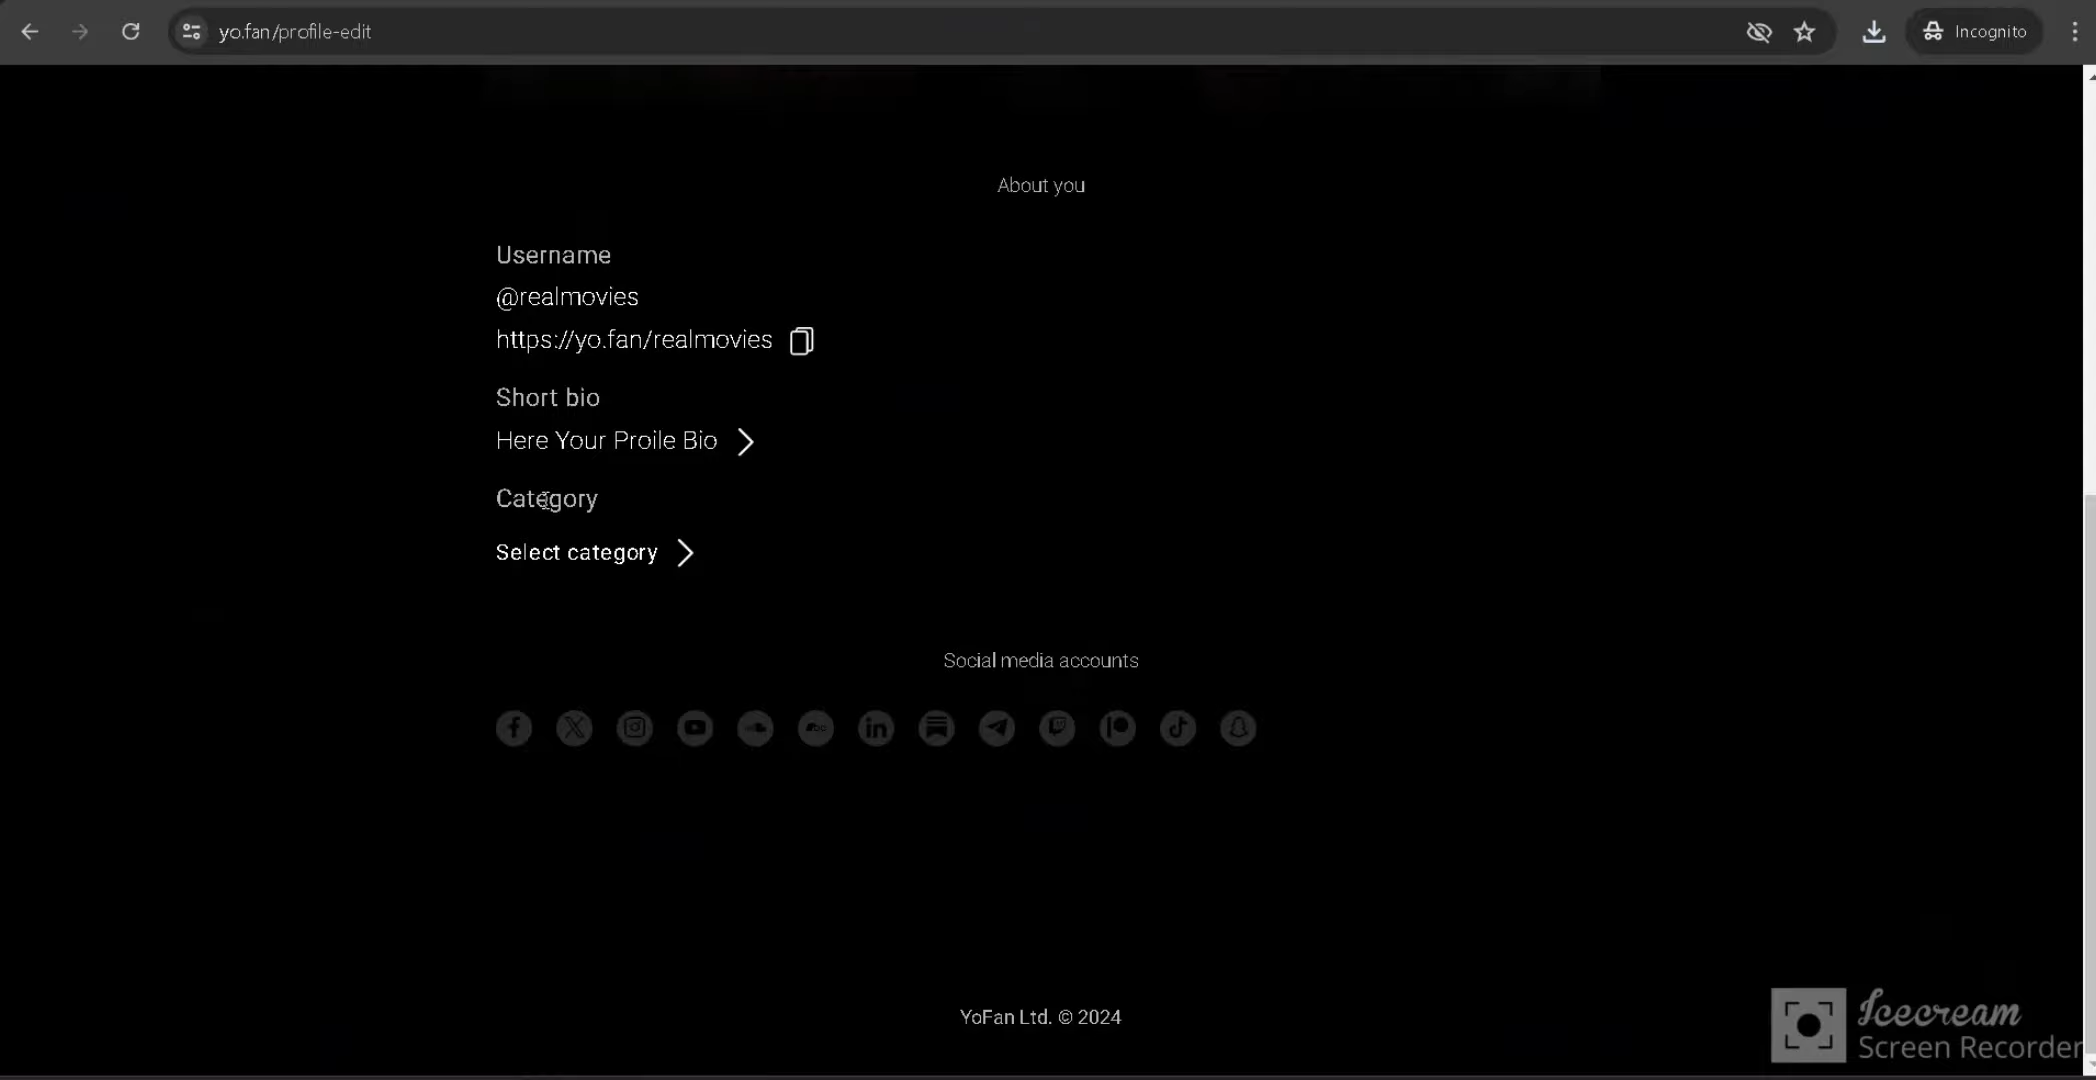 yo.fan/profile-edit
Incognito
About you
Username
@realmovies
https://yo.fan/realmovies
Short bio
Here Your Proile Bio
Category
Select category
Social media accounts
YoFan Ltd. © 2024
Icecream
Screen Recorder